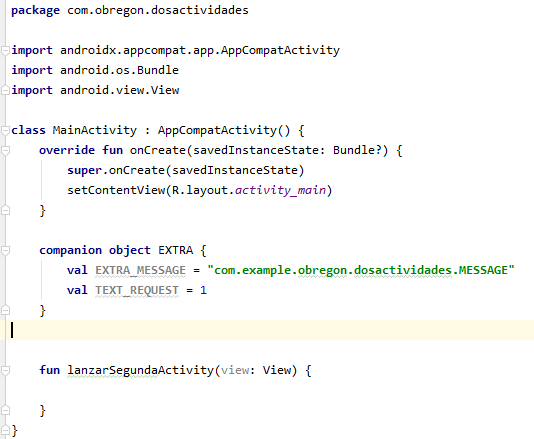 package com.obregon.dosactividades
import androidx.appcompat.app.AppCompatActivity
import android.os.Bundle
import android.view.View
class MainActivity : AppCompatActivity() {
override fun onCreate(savedInstanceState: Bundle?) {
super.onCreate(savedInstanceState)
setContentView(R.layout.activity_main)
}
companion object EXTRA {
val EXTRA_MESSAGE = "com.example.obregon.dosactividades.MESSAGE"
val TEXT_REQUEST = 1
}
fun lanzarSegundaActivity(view: View) {
}
}